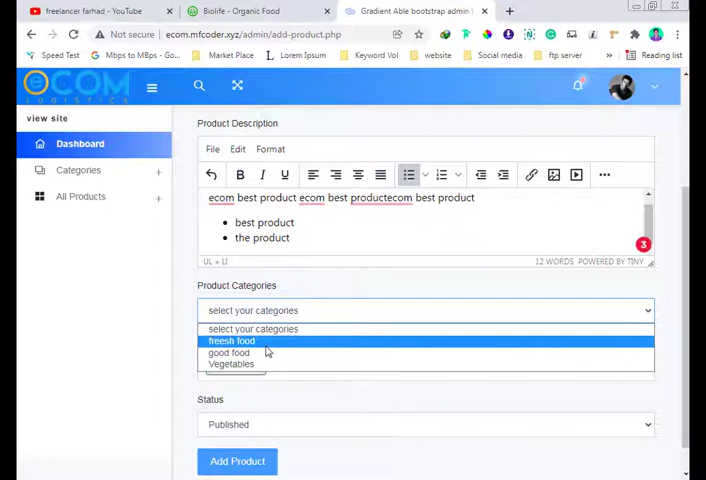 freelancer farhad - YouTube
Biolife - Organic Food
Gradient Able bootstrap admin
Not secure
ecom.mfcoder.xyz/admin/add-product.php
Speed Test
Mbps to MBps - Go...
Market Place
Lorem Ipsum
Keyword Vol
website
Social media
ftp server
Reading list
eCOM
LOGISTICS
view site
Dashboard
Categories
All Products
Product Description
File Edit Format
ecom best product ecom best productecom best product
best product
the product
3
UL » LI
12 WORDS POWERED BY TINY
Product Categories
select your categories
select your categories
freesh food
good food
Vegetables
Status
Published
Add Product